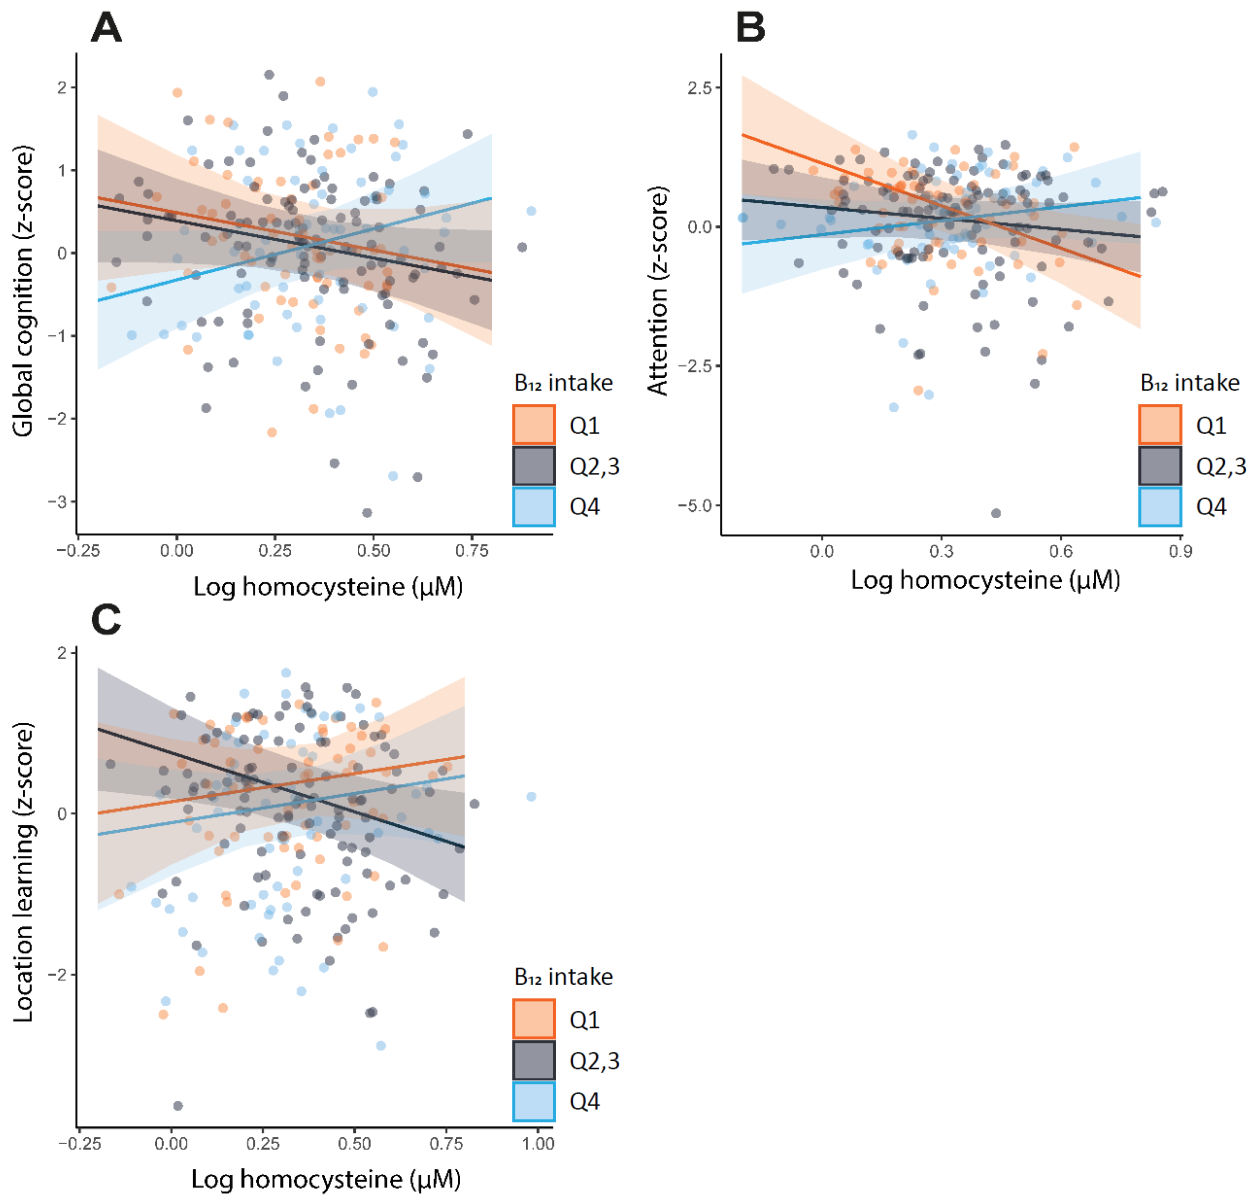 A
Global cognition (z-score)
2
1
0
−1
−2
−3
−0.25 0.00 0.25 0.50 0.75
Log homocysteine (µM)
B₁₂ intake
Q1
Q2,3
Q4
B
Attention (z-score)
2.5
0.0
−2.5
−5.0
0.0 0.3 0.6 0.9
Log homocysteine (µM)
B₁₂ intake
Q1
Q2,3
Q4
C
Location learning (z-score)
2
0
−2
−0.25 0.00 0.25 0.50 0.75 1.00
Log homocysteine (µM)
B₁₂ intake
Q1
Q2,3
Q4